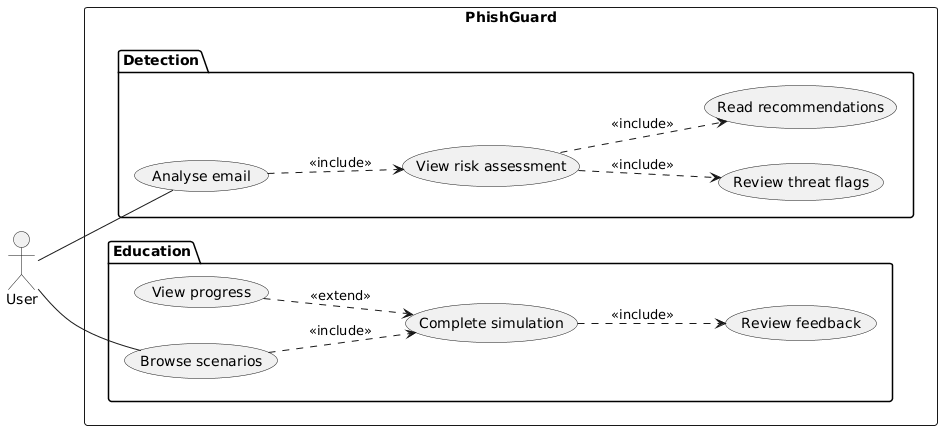 PhishGuard
Detection
Read recommendations
«include»
View risk assessment
«include»
«include»
Analyse email
Review threat flags
User
Education
View progress
«extend»
Complete simulation
«include»
Review feedback
«include»
Browse scenarios